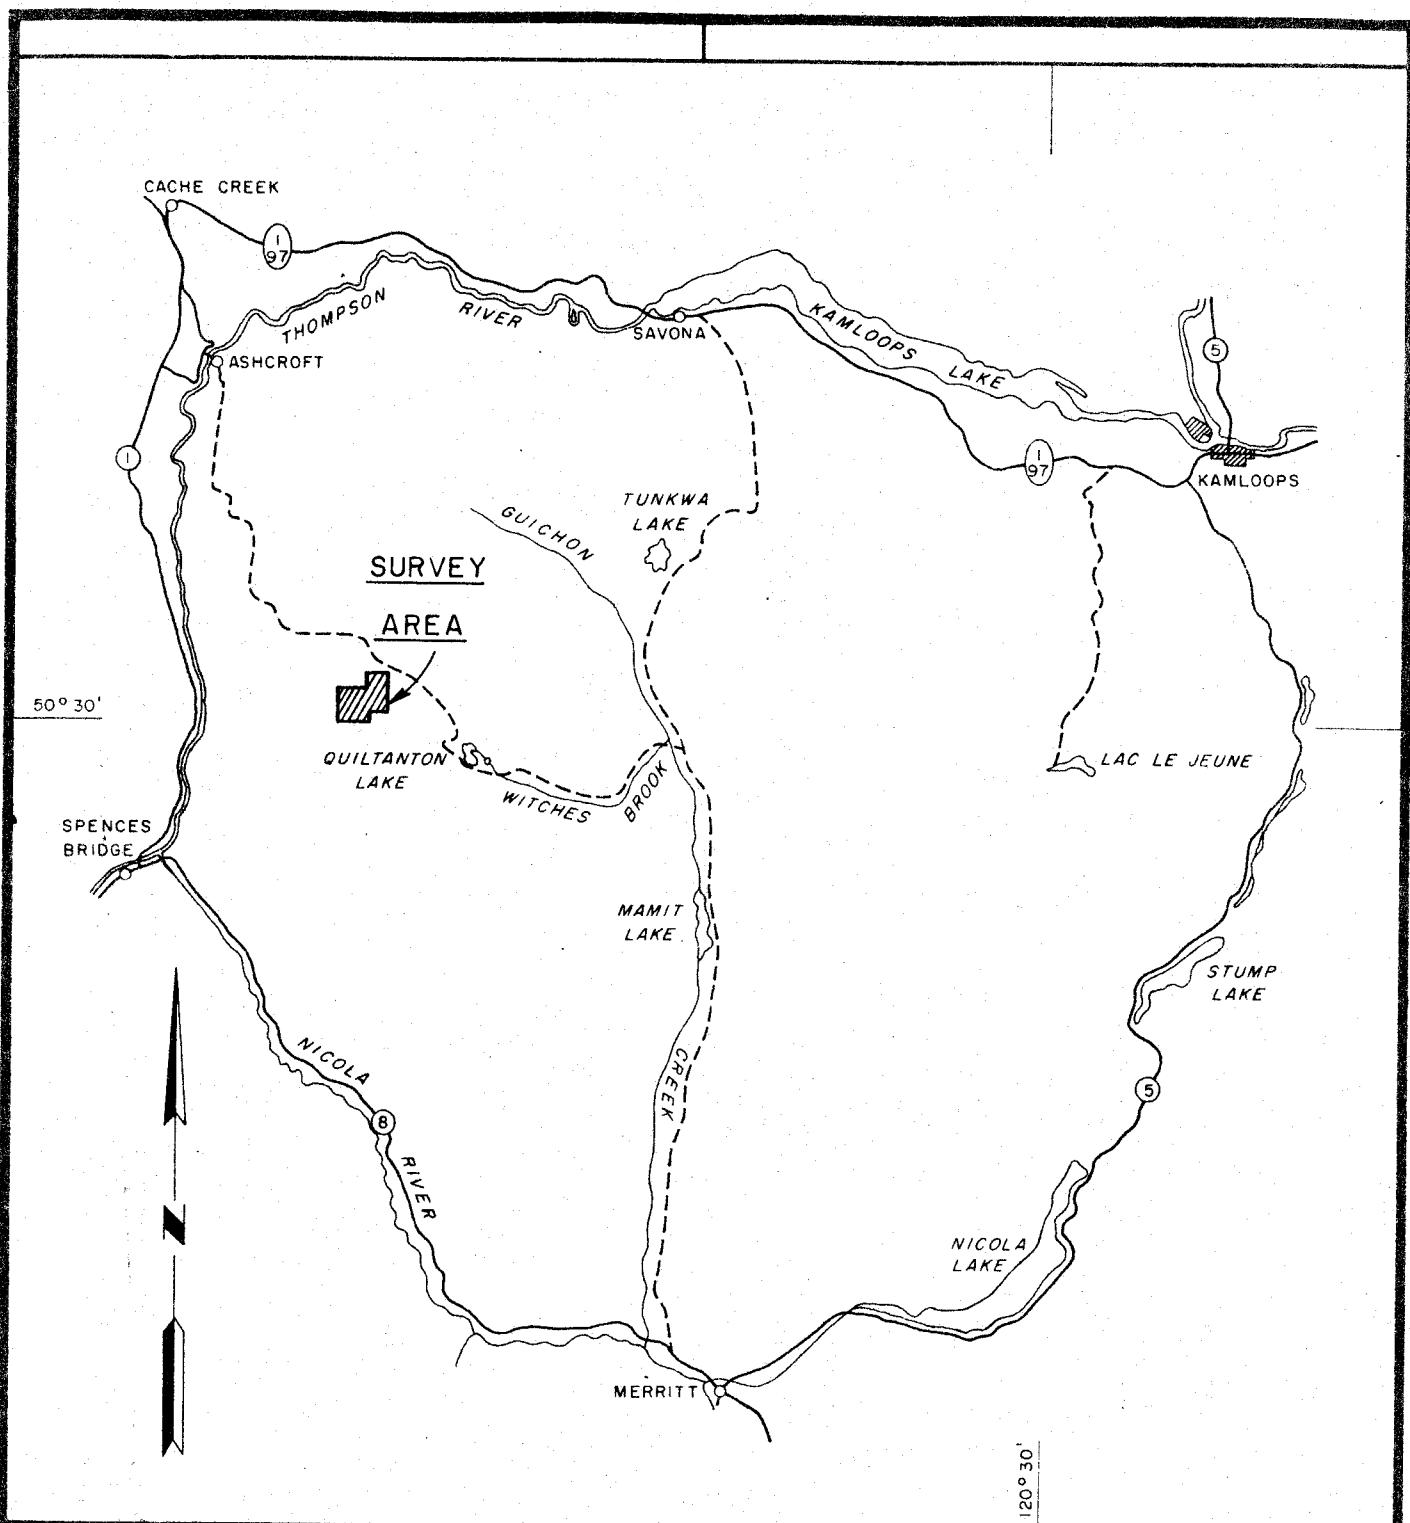 CACHE CREEK
1
97
THOMPSON
RIVER
SAVONA
KAMLOOPS
LAKE
5
ASHCROFT
1
1
97
KAMLOOPS
TUNKWA
LAKE
GUICHON
SURVEY
AREA
50° 30'
QUILTANTON
LAKE
WITCHES
BROOK
LAC LE JEUNE
SPENCES
BRIDGE
MAMIT
LAKE
STUMP
LAKE
NICOLA
CREEK
5
8
RIVER
N
NICOLA
LAKE
MERRITT
120° 30'